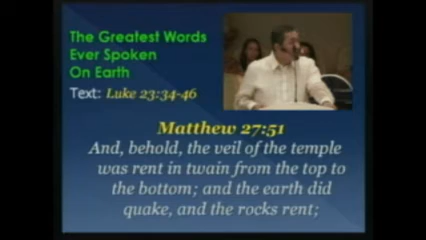 The Greatest Words
Ever Spoken
On Earth
Text: Luke 23:34-46
Matthew 27:51
And, behold, the veil of the temple
was rent in twain from the top to
the bottom; and the earth did
quake, and the rocks rent;